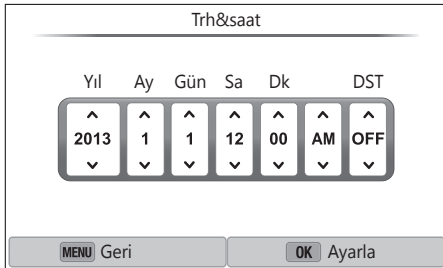 Trh&saat
Yıl Ay Gün Sa Dk DST
2013 1 1 12 00 AM OFF
MENU Geri OK Ayarla